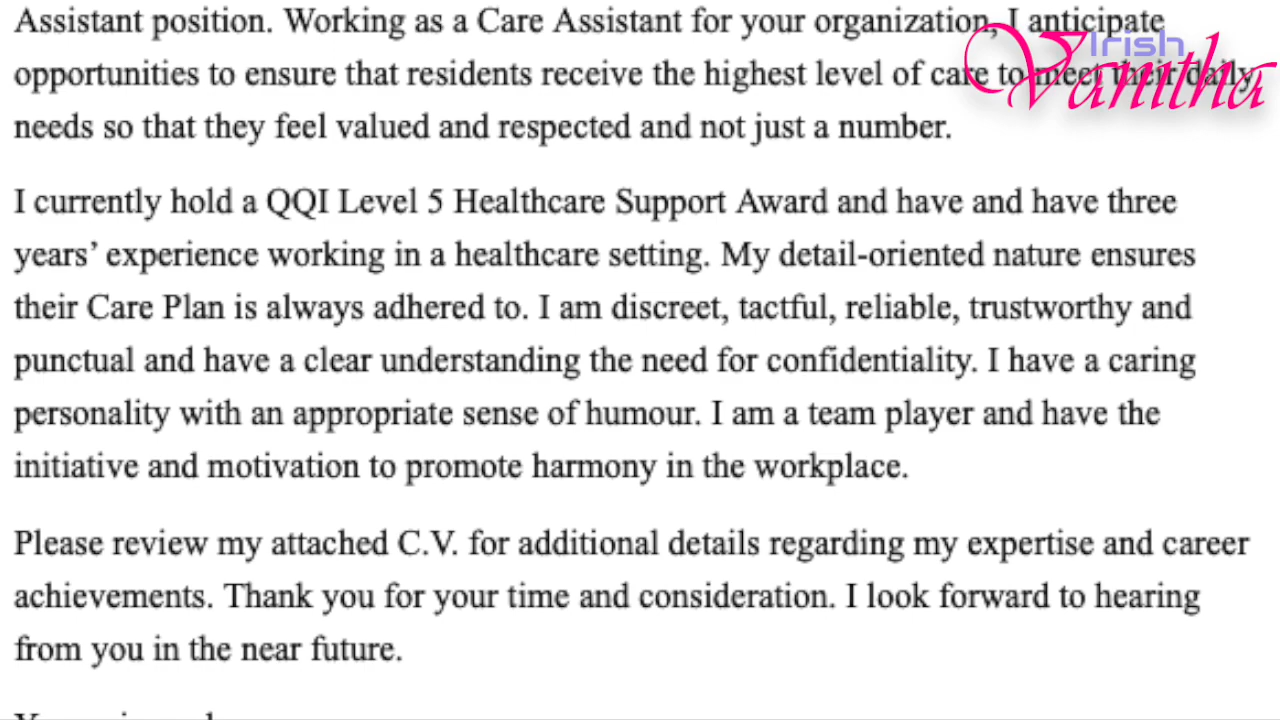 Assistant position. Working as a Care Assistant for your organization, I anticipate
opportunities to ensure that residents receive the highest level of care to meet their daily
needs so that they feel valued and respected and not just a number.
Irish
Vanitha
I currently hold a QQI Level 5 Healthcare Support Award and have and have three
years’ experience working in a healthcare setting. My detail-oriented nature ensures
their Care Plan is always adhered to. I am discreet, tactful, reliable, trustworthy and
punctual and have a clear understanding the need for confidentiality. I have a caring
personality with an appropriate sense of humour. I am a team player and have the
initiative and motivation to promote harmony in the workplace.
Please review my attached C.V. for additional details regarding my expertise and career
achievements. Thank you for your time and consideration. I look forward to hearing
from you in the near future.